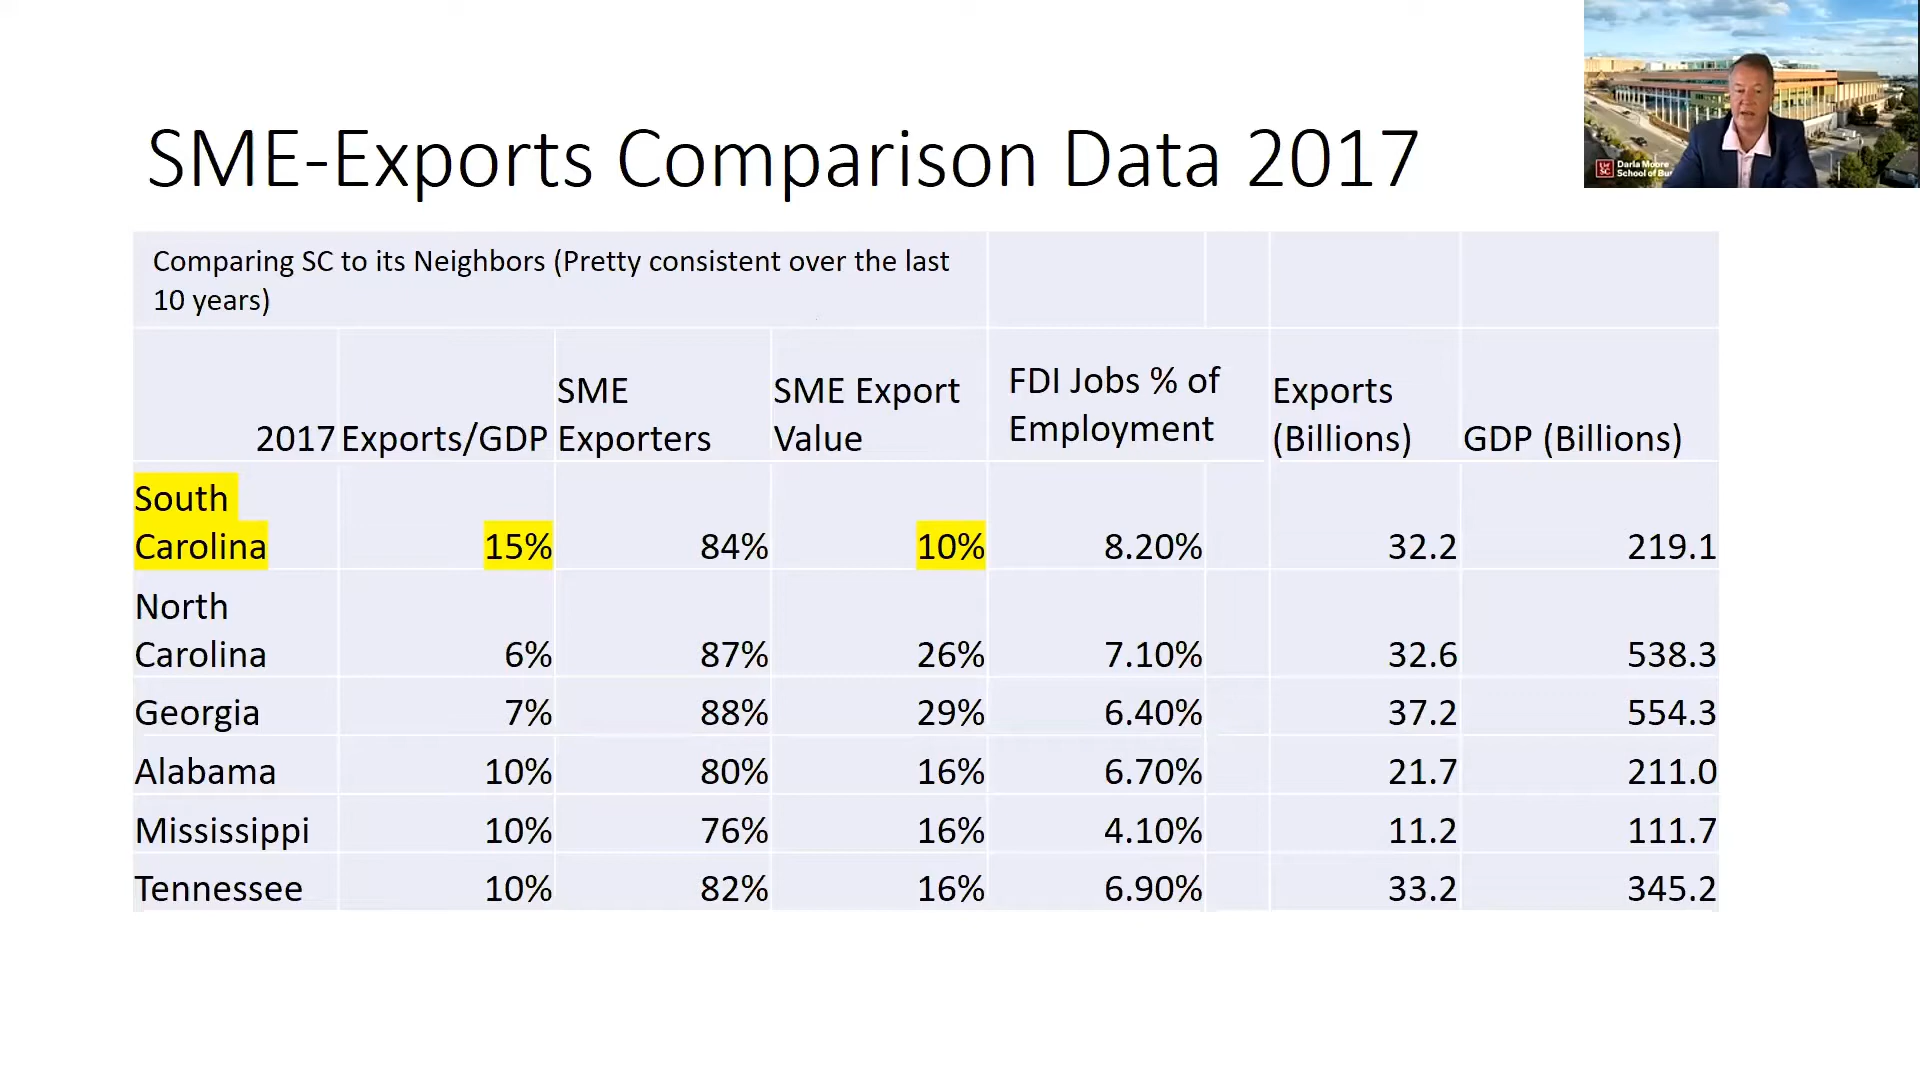 SME-Exports Comparison Data 2017
Darla Moore
School of Bu
Comparing SC to its Neighbors (Pretty consistent over the last
10 years)
2017 Exports/GDP SME Exporters SME Export Value FDI Jobs % of Employment Exports (Billions) GDP (Billions)
South Carolina 15% 84% 10% 8.20% 32.2 219.1
North Carolina 6% 87% 26% 7.10% 32.6 538.3
Georgia 7% 88% 29% 6.40% 37.2 554.3
Alabama 10% 80% 16% 6.70% 21.7 211.0
Mississippi 10% 76% 16% 4.10% 11.2 111.7
Tennessee 10% 82% 16% 6.90% 33.2 345.2